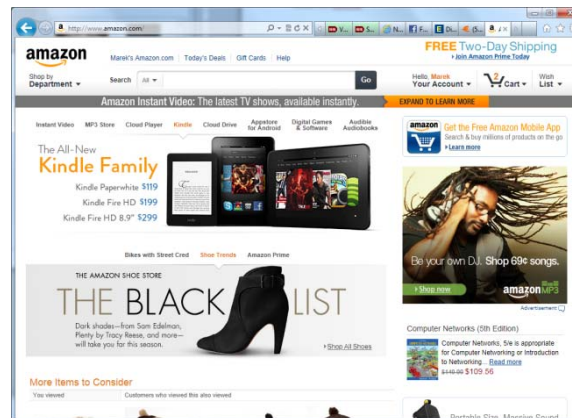 http://www.amazon.com/
amazon
Marek's Amazon.com
Today's Deals
Gift Cards
Help
FREE Two-Day Shipping
Join Amazon Prime Today
Shop by
Department
Search
All
Go
Hello, Marek
Your Account
2
Cart
Wish
List
Amazon Instant Video: The latest TV shows, available instantly.
EXPAND TO LEARN MORE
Instant Video
MP3 Store
Cloud Player
Kindle
Cloud Drive
Appstore
for Android
Digital Games
& Software
Audible
Audiobooks
The All-New
Kindle Family
Kindle Paperwhite $119
Kindle Fire HD $199
Kindle Fire HD 8.9" $299
amazon
Get the Free Amazon Mobile App
Search & buy millions of products on the go
Learn more
Be your own DJ. Shop 69¢ songs.
Shop now
amazonMP3
Advertisement
Bikes with Street Cred
Shoe Trends
Amazon Prime
THE AMAZON SHOE STORE
THE BLACK LIST
Dark shades—from Sam Edelman,
Plenty by Tracy Reese, and more—
will take you for this season.
Shop All Shoes
Computer Networks (5th Edition)
Computer Networks, 5/e is appropriate
for Computer Networking or Introduction
to Networking... Read more
$149.00 $109.56
More Items to Consider
You viewed
Customers who viewed this also viewed
Portable Size, Massive Sound